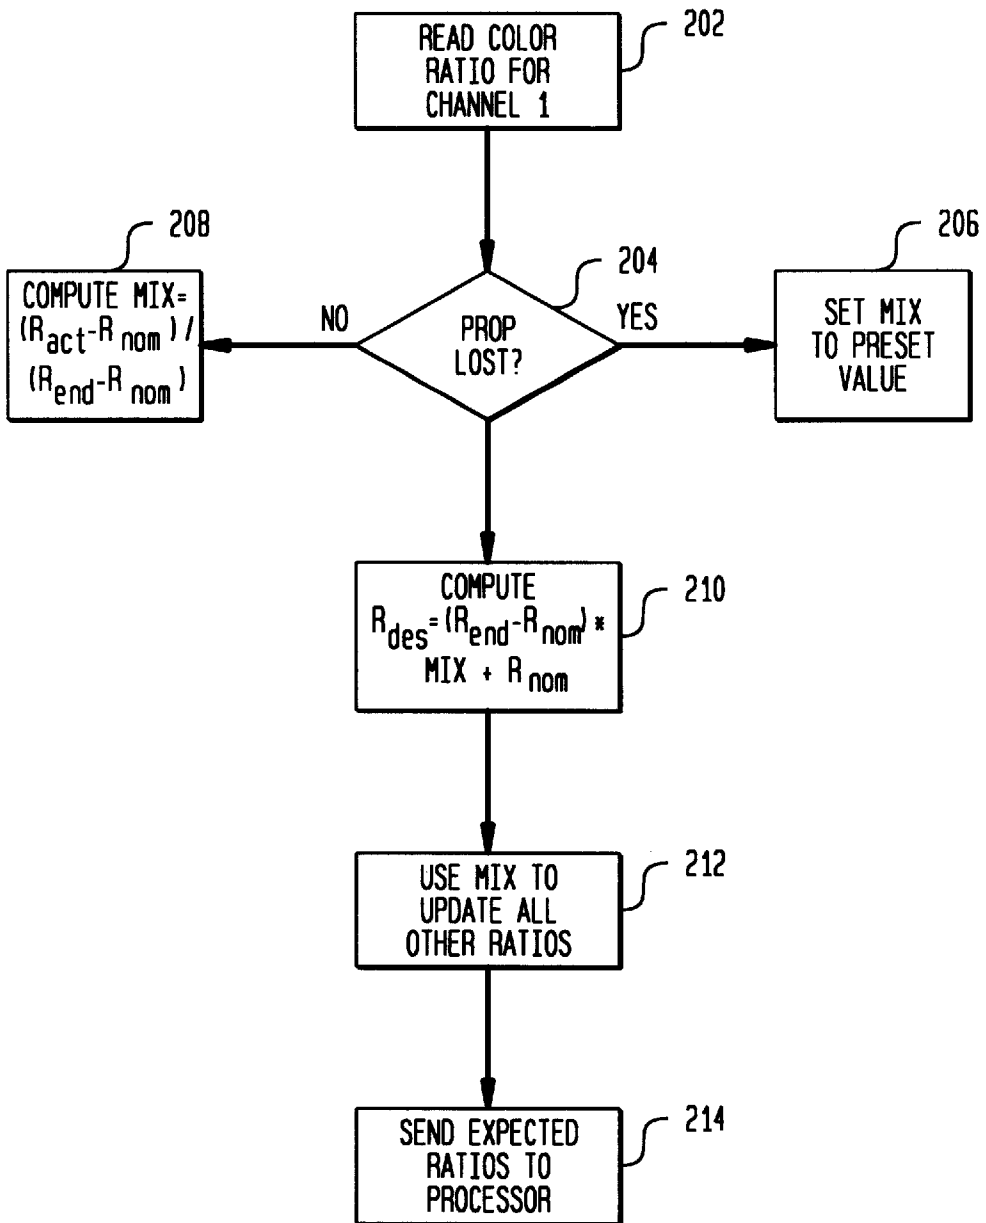 READ COLOR
RATIO FOR
CHANNEL 1
202
208
COMPUTE MIX=
(Ract-Rnom)/
(Rend-Rnom)
NO
204
PROP
LOST?
YES
206
SET MIX
TO PRESET
VALUE
COMPUTE
Rdes=(Rend-Rnom)*
MIX + Rnom
210
USE MIX TO
UPDATE ALL
OTHER RATIOS
212
SEND EXPECTED
RATIOS TO
PROCESSOR
214